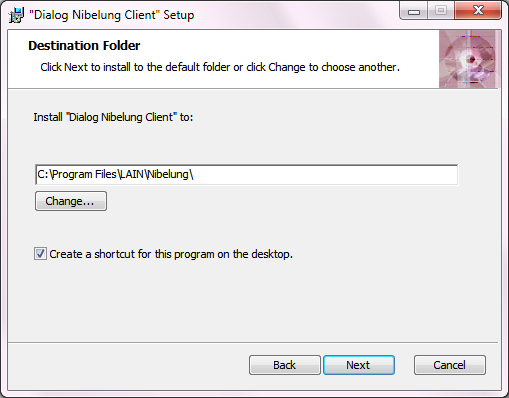 "Dialog Nibelung Client" Setup
Destination Folder
Click Next to install to the default folder or click Change to choose another.
Install "Dialog Nibelung Client" to:
C:\Program Files\LAIN\Nibelung\
Change...
Create a shortcut for this program on the desktop.
Back Next Cancel